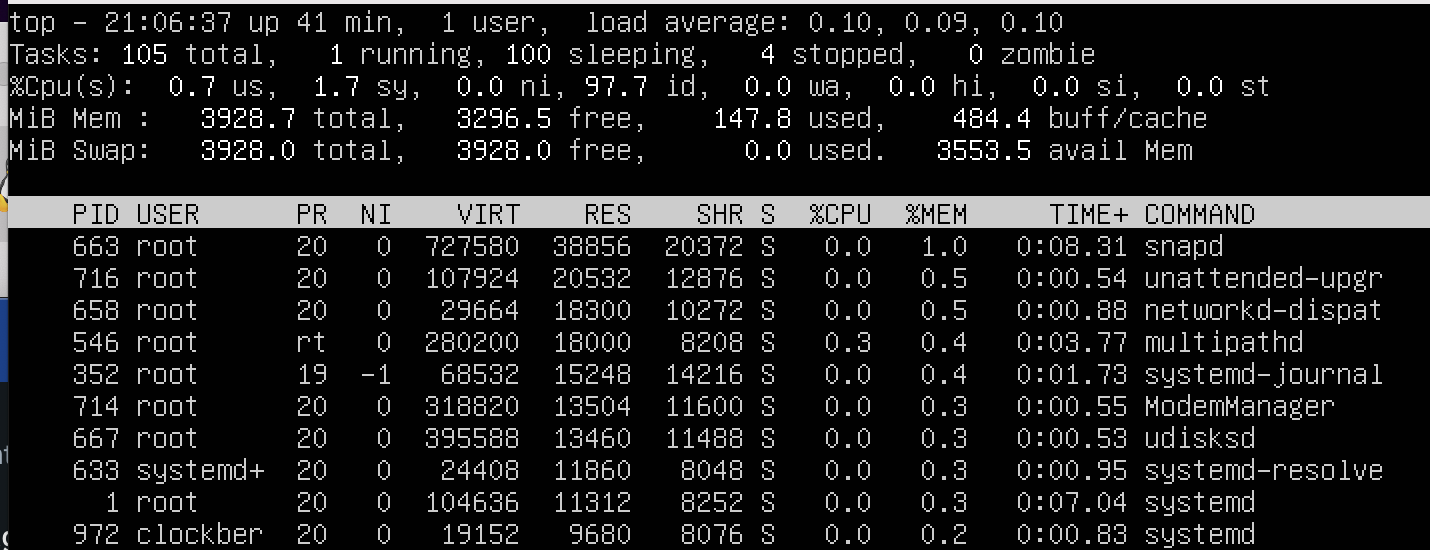 top - 21:06:37 up 41 min,  1 user,  load average: 0.10, 0.09, 0.10
Tasks: 105 total,   1 running, 100 sleeping,   4 stopped,   0 zombie
%Cpu(s):  0.7 us,  1.7 sy,  0.0 ni, 97.7 id,  0.0 wa,  0.0 hi,  0.0 si,  0.0 st
MiB Mem :   3928.7 total,   3296.5 free,    147.8 used,    484.4 buff/cache
MiB Swap:   3928.0 total,   3928.0 free,      0.0 used.   3553.5 avail Mem
    PID USER      PR  NI    VIRT    RES    SHR S  %CPU  %MEM     TIME+ COMMAND
    663 root      20   0  727580  38856  20372 S   0.0   1.0   0:08.31 snapd
    716 root      20   0  107924  20532  12876 S   0.0   0.5   0:00.54 unattended-upgr
    658 root      20   0   29664  18300  10272 S   0.0   0.5   0:00.88 networkd-dispat
    546 root      rt   0  280200  18000   8208 S   0.3   0.4   0:03.77 multipathd
    352 root      19  -1   68532  15248  14216 S   0.0   0.4   0:01.73 systemd-journal
    714 root      20   0  318820  13504  11600 S   0.0   0.3   0:00.55 ModemManager
    667 root      20   0  395588  13460  11488 S   0.0   0.3   0:00.53 udisksd
    633 systemd+  20   0   24408  11860   8048 S   0.0   0.3   0:00.95 systemd-resolve
      1 root      20   0  104636  11312   8252 S   0.0   0.3   0:07.04 systemd
    972 clockber  20   0   19152   9680   8076 S   0.0   0.2   0:00.83 systemd